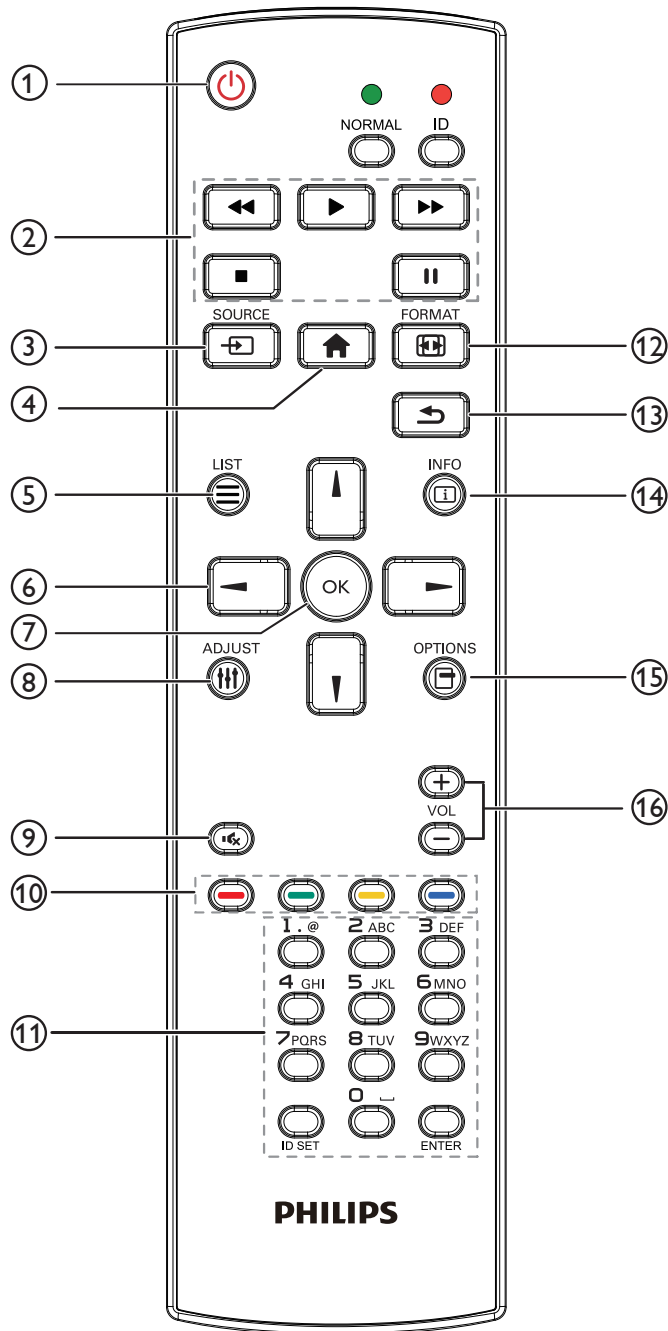 1
NORMAL ID
2
SOURCE FORMAT
3
12
4
13
LIST INFO
5
i
14
6
OK
7
ADJUST OPTIONS
8
15
+
VOL
16
9
−
10
1 . @ 2 ABC 3 DEF
4 GHI 5 JKL 6 MNO
11
7 PQRS 8 TUV 9 WXYZ
0 ⎵
ID SET ENTER
PHILIPS